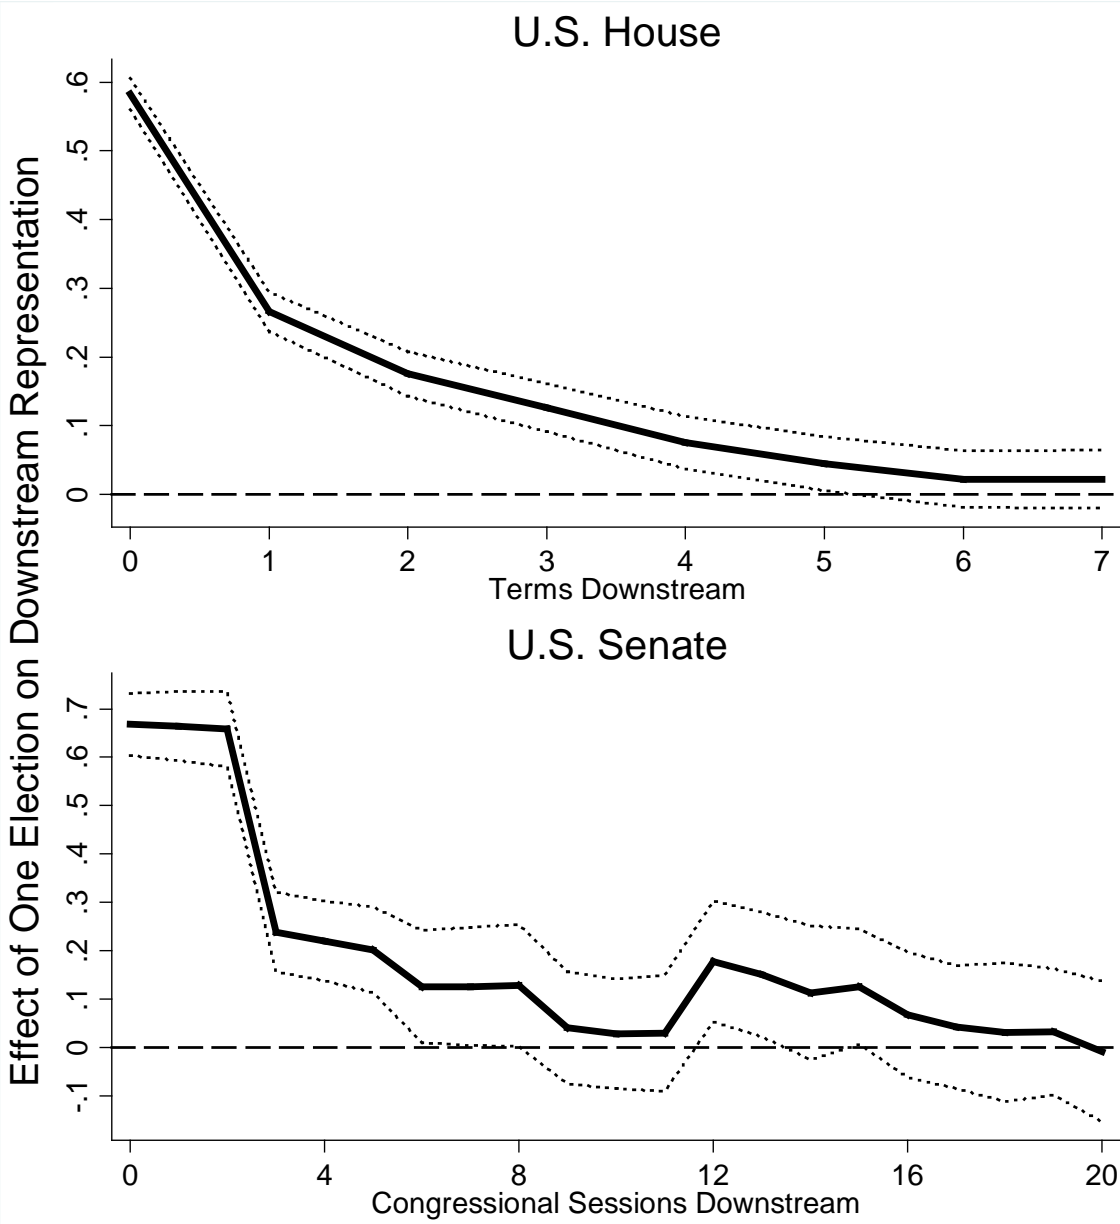 U.S. House
Effect of One Election on Downstream Representation
.6
.5
.4
.3
.2
.1
0
0 1 2 3 4 5 6 7
Terms Downstream
U.S. Senate
.7
.6
.5
.4
.3
.2
.1
0
-.1
0 4 8 12 16 20
Congressional Sessions Downstream